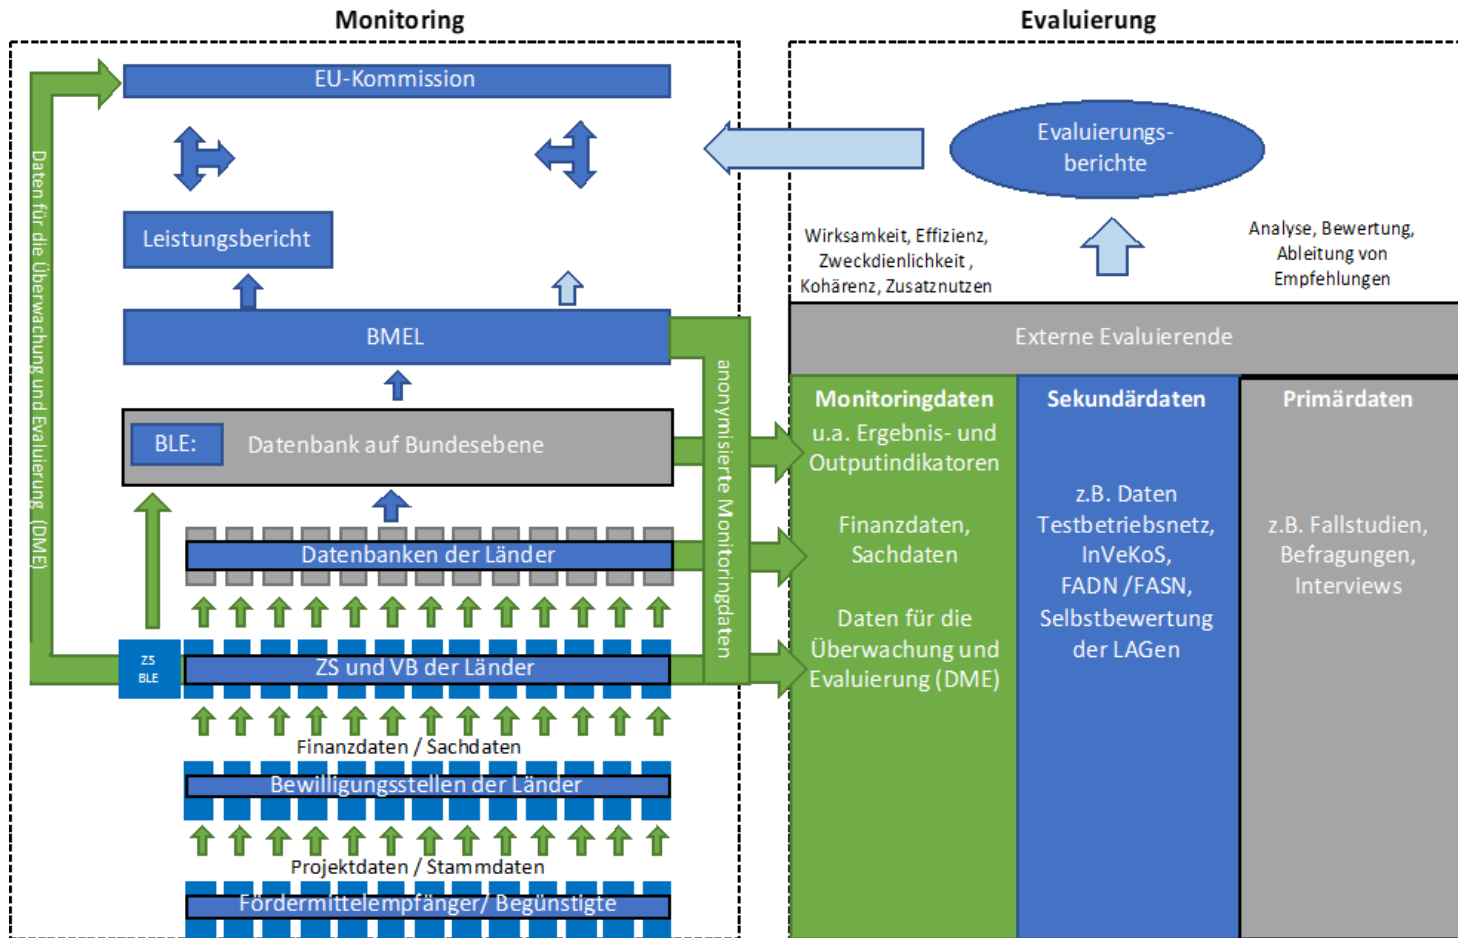 Monitoring
EU-Kommission
Daten für die Überwachung und Evaluierung (DME)
Leistungsbericht
BMEL
BLE:
Datenbank auf Bundesebene
Datenbanken der Länder
ZS
BLE
ZS und VB der Länder
Finanzdaten / Sachdaten
Bewilligungsstellen der Länder
Projektdaten / Stammdaten
Fördermittelempfänger/ Begünstigte
anonymisierte Monitoringdaten
Evaluierung
Evaluierungs-
berichte
Wirksamkeit, Effizienz,
Zweckdienlichkeit ,
Kohärenz, Zusatznutzen
Analyse, Bewertung,
Ableitung von
Empfehlungen
Externe Evaluierende
Monitoringdaten
u.a. Ergebnis- und
Outputindikatoren
Finanzdaten,
Sachdaten
Daten für die
Überwachung und
Evaluierung (DME)
Sekundärdaten
z.B. Daten
Testbetriebsnetz,
InVeKoS,
FADN /FASN,
Selbstbewertung
der LAGen
Primärdaten
z.B. Fallstudien,
Befragungen,
Interviews